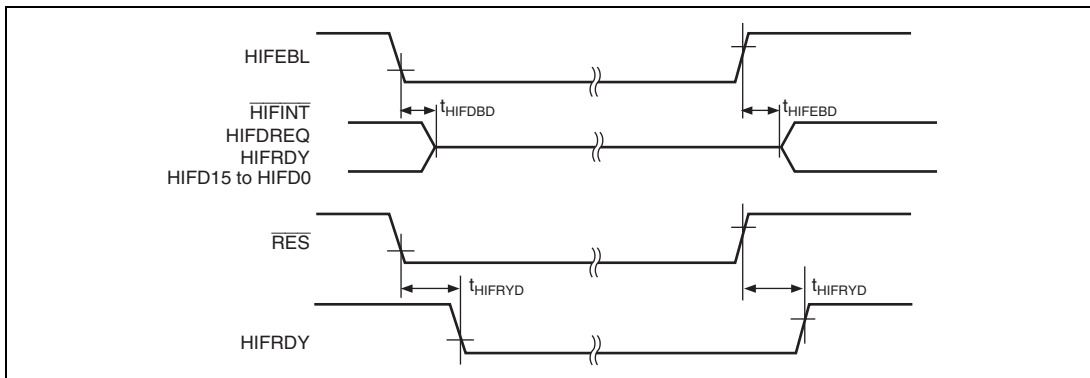 HIFEBL
HIFINT
tHIFDBD
tHIFEBD
HIFDREQ
HIFRDY
HIFD15 to HIFD0
RES
tHIFRYD
tHIFRYD
HIFRDY